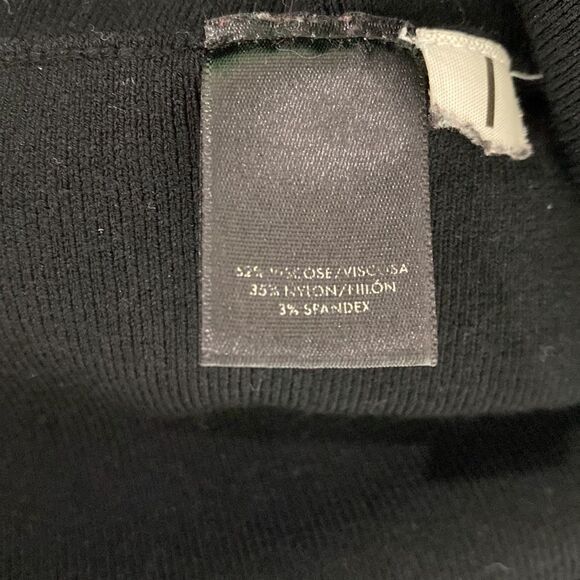 62% VISCOSE/VISCOSA
35% NYLON/NILÓN
3% SPANDEX